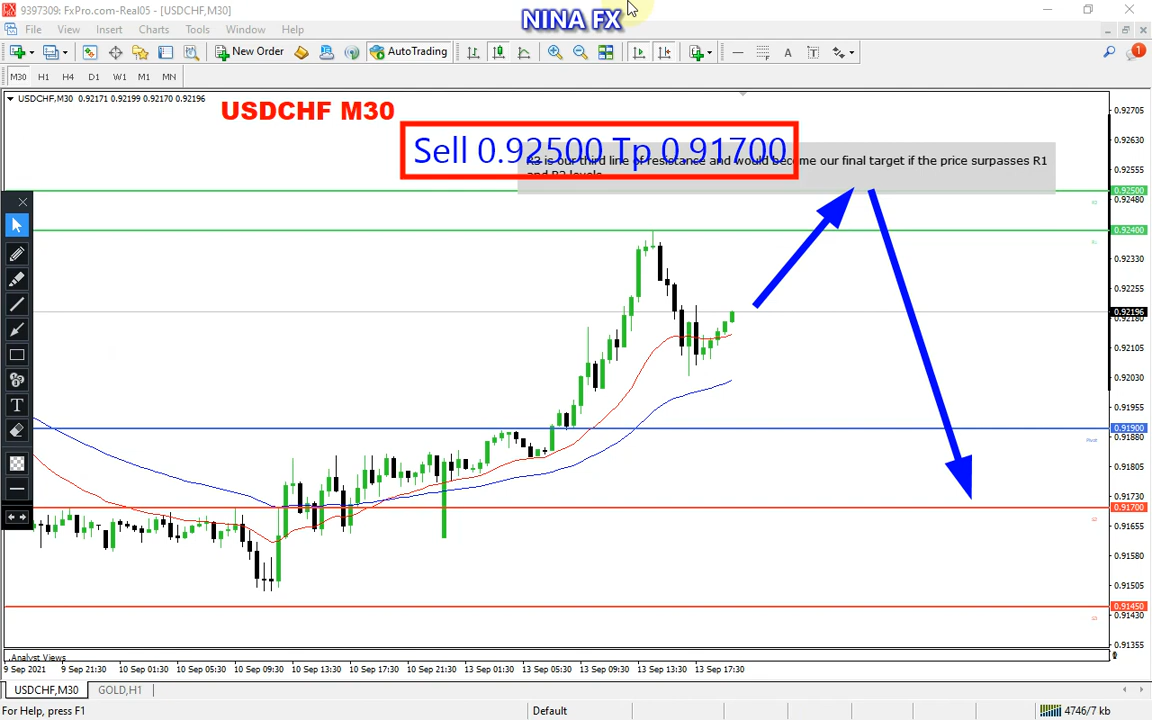 9397309: FxPro.com-Real05 - [USDCHF,M30]
NINA FX
File View Insert Charts Tools Window Help
New Order AutoTrading 1
M30 H1 H4 D1 W1 M1 MN
USDCHF,M30 0.92171 0.92199 0.92170 0.92196
USDCHF M30
Sell 0.92500 Tp 0.91700
R3 is our third line of resistance and would become our final target if the price surpasses R1
and R2 levels
0.92705
0.92630
0.92555
0.92500
0.92480
0.92400
0.92330
0.92255
0.92196
0.92180
0.92105
0.92030
0.91955
0.91900
0.91880
Pivot
0.91805
0.91730
0.91700
0.91655
0.91580
0.91505
0.91450
0.91430
0.91355
Analyst Views
9 Sep 2021 9 Sep 21:30 10 Sep 01:30 10 Sep 05:30 10 Sep 09:30 10 Sep 13:30 10 Sep 17:30 10 Sep 21:30 13 Sep 01:30 13 Sep 05:30 13 Sep 09:30 13 Sep 13:30 13 Sep 17:30
USDCHF,M30 GOLD,H1
For Help, press F1 Default 4746/7 kb